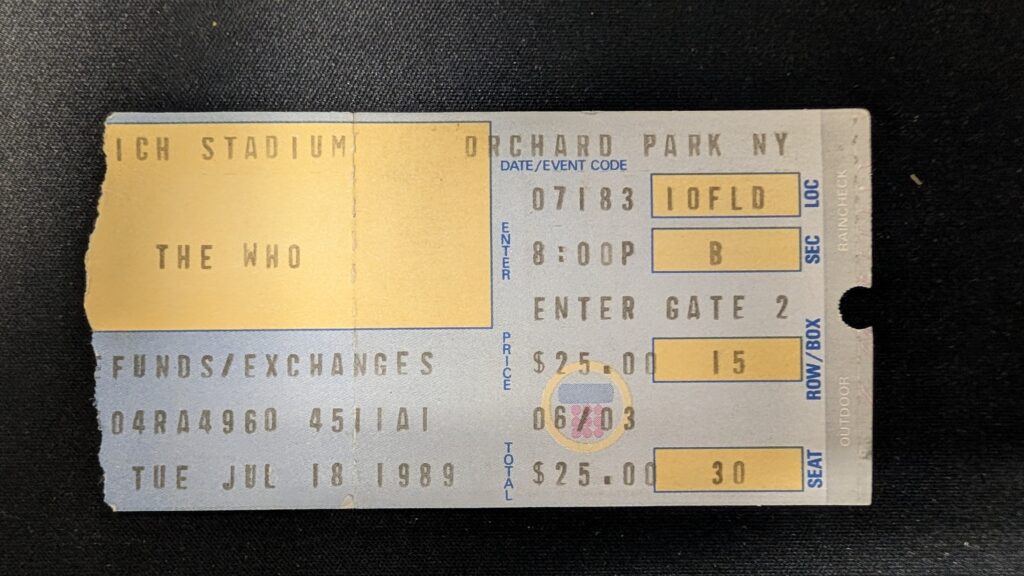 ICH STADIUM ORCHARD PARK NY
DATE/EVENT CODE
07183 10FLD LOC
THE WHO
ENTER 8:00P B SEC
ENTER GATE 2
PRICE $25.00 15 ROW/BOX
FUNDS/EXCHANGES
04RA4960 4511A1 06/03
TUE JUL 18 1989 TOTAL $25.00 30 SEAT
RAINCHECK
OUTDOOR